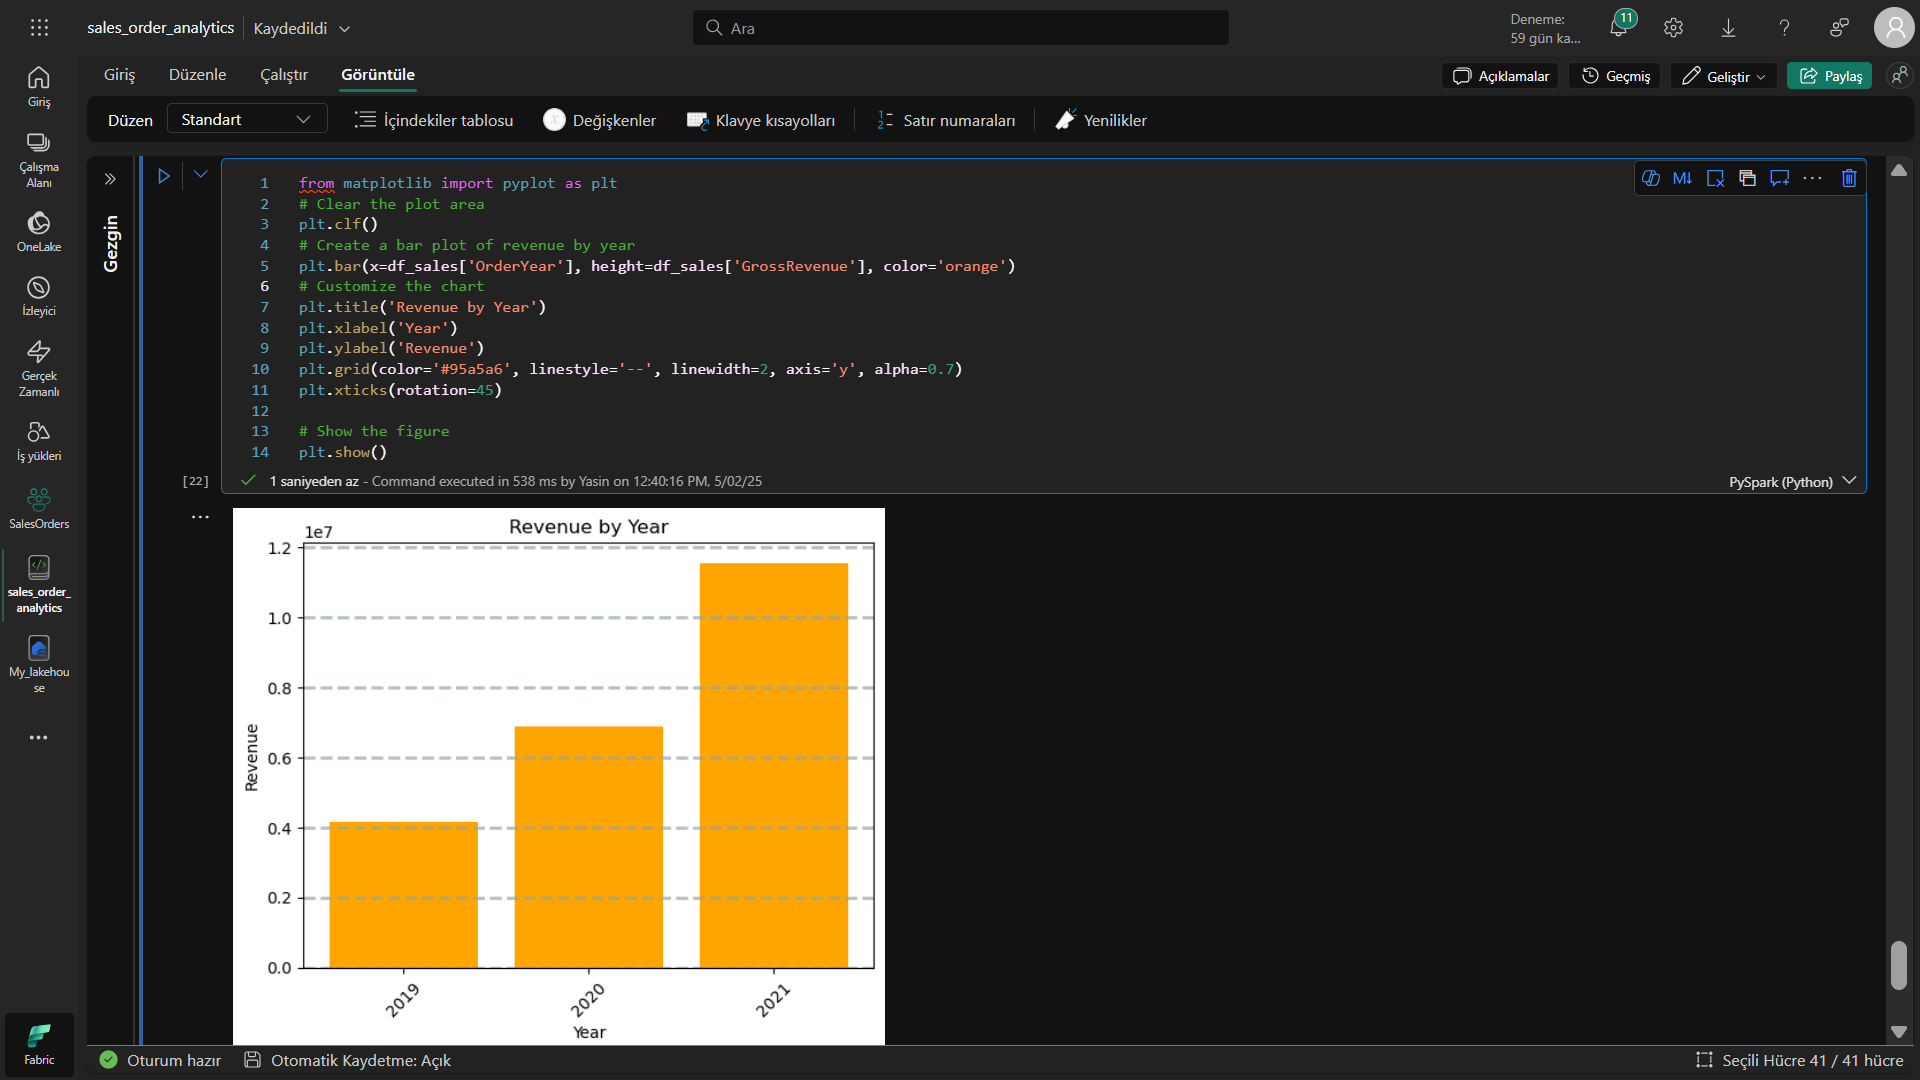 sales_order_analytics
Kaydedildi
Ara
Deneme:
59 gün ka...
11
Giriş
Düzenle
Çalıştır
Görüntüle
Açıklamalar
Geçmiş
Geliştir
Paylaş
Düzen
Standart
İçindekiler tablosu
Değişkenler
Klavye kısayolları
Satır numaraları
Yenilikler
Giriş
Çalışma
Alanı
OneLake
İzleyici
Gerçek
Zamanlı
İş yükleri
SalesOrders
sales_order_
analytics
My_lakehou
se
Fabric
Gezgin
1 from matplotlib import pyplot as plt
2 # Clear the plot area
3 plt.clf()
4 # Create a bar plot of revenue by year
5 plt.bar(x=df_sales['OrderYear'], height=df_sales['GrossRevenue'], color='orange')
6 # Customize the chart
7 plt.title('Revenue by Year')
8 plt.xlabel('Year')
9 plt.ylabel('Revenue')
10 plt.grid(color='#95a5a6', linestyle='--', linewidth=2, axis='y', alpha=0.7)
11 plt.xticks(rotation=45)
12
13 # Show the figure
14 plt.show()
M↓
[22]
1 saniyeden az - Command executed in 538 ms by Yasin on 12:40:16 PM, 5/02/25
PySpark (Python)
Revenue by Year
1e7
1.2
1.0
0.8
0.6
0.4
0.2
0.0
Revenue
2019
2020
2021
Year
Oturum hazır
Otomatik Kaydetme: Açık
Seçili Hücre 41 / 41 hücre